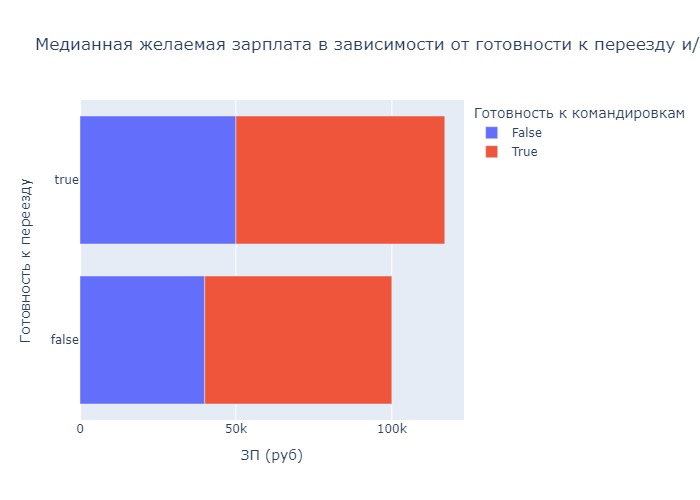 Медианная желаемая зарплата в зависимости от готовности к переезду и/
Готовность к командировкам
False
True
Готовность к переезду
true
false
0 50k 100k
ЗП (руб)